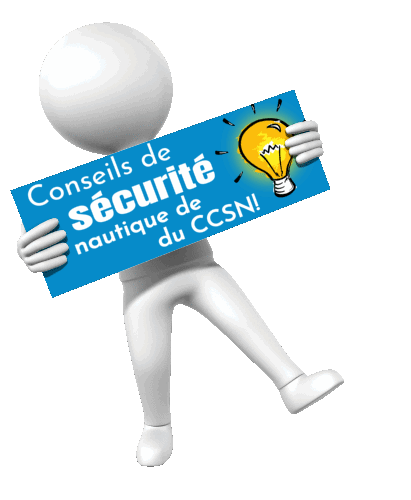 Conseils de
sécurité
nautique de
du CCSN!